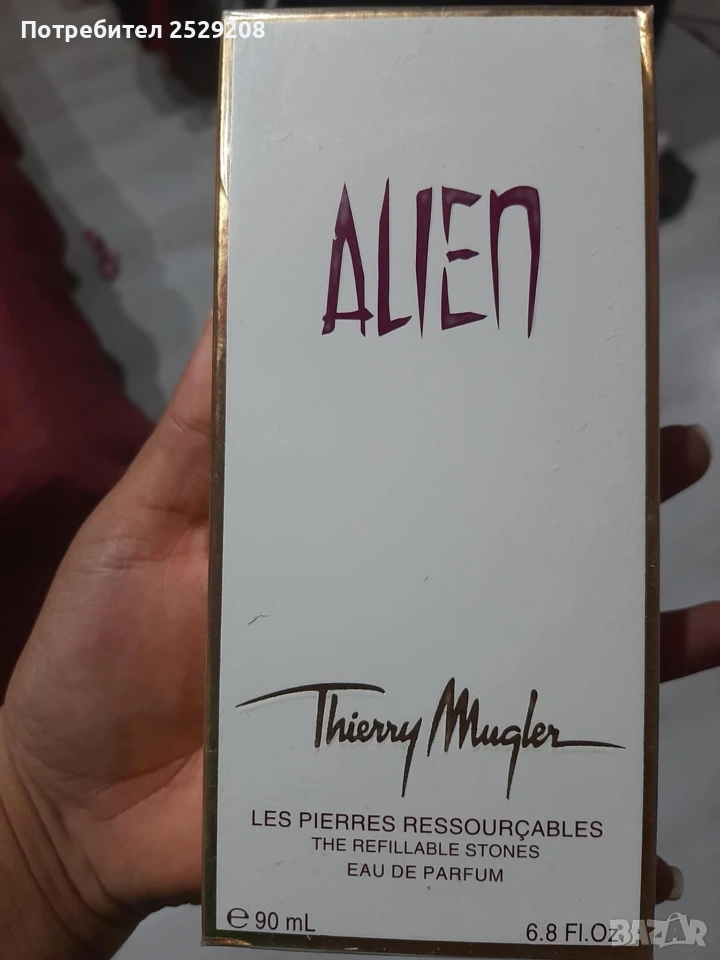 Потребител 2529208
ALIEN
Thierry Mugler
LES PIERRES RESSOURÇABLES
THE REFILLABLE STONES
EAU DE PARFUM
e 90 mL
6.8 Fl.Oz.
BAZAR